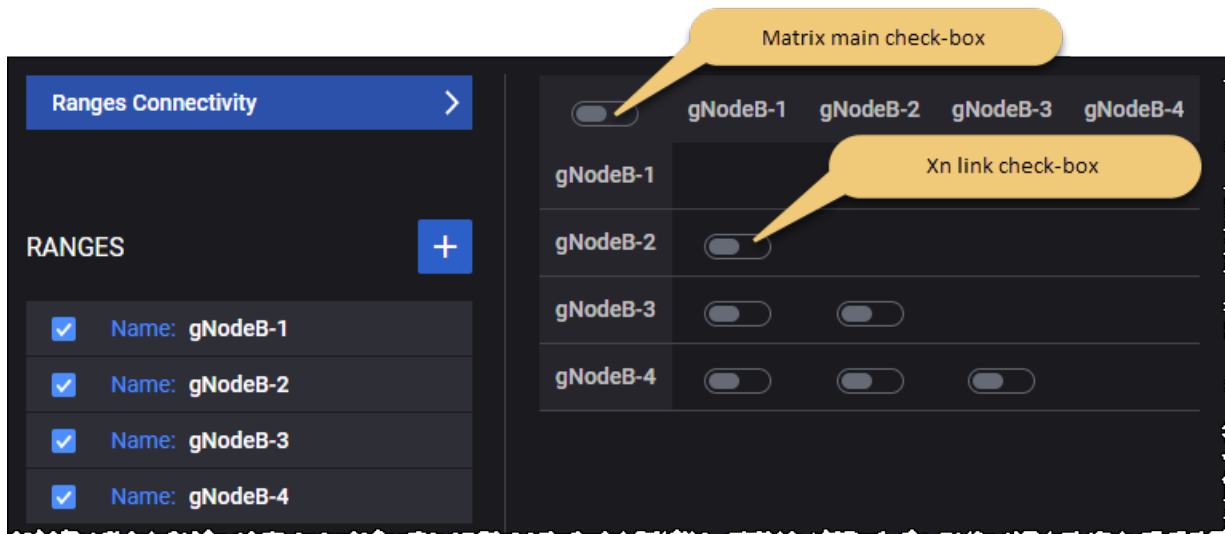 Matrix main check-box
Ranges Connectivity
gNodeB-1 gNodeB-2 gNodeB-3 gNodeB-4
Xn link check-box
gNodeB-1
RANGES
gNodeB-2
gNodeB-3
gNodeB-4
Name: gNodeB-1
Name: gNodeB-2
Name: gNodeB-3
Name: gNodeB-4